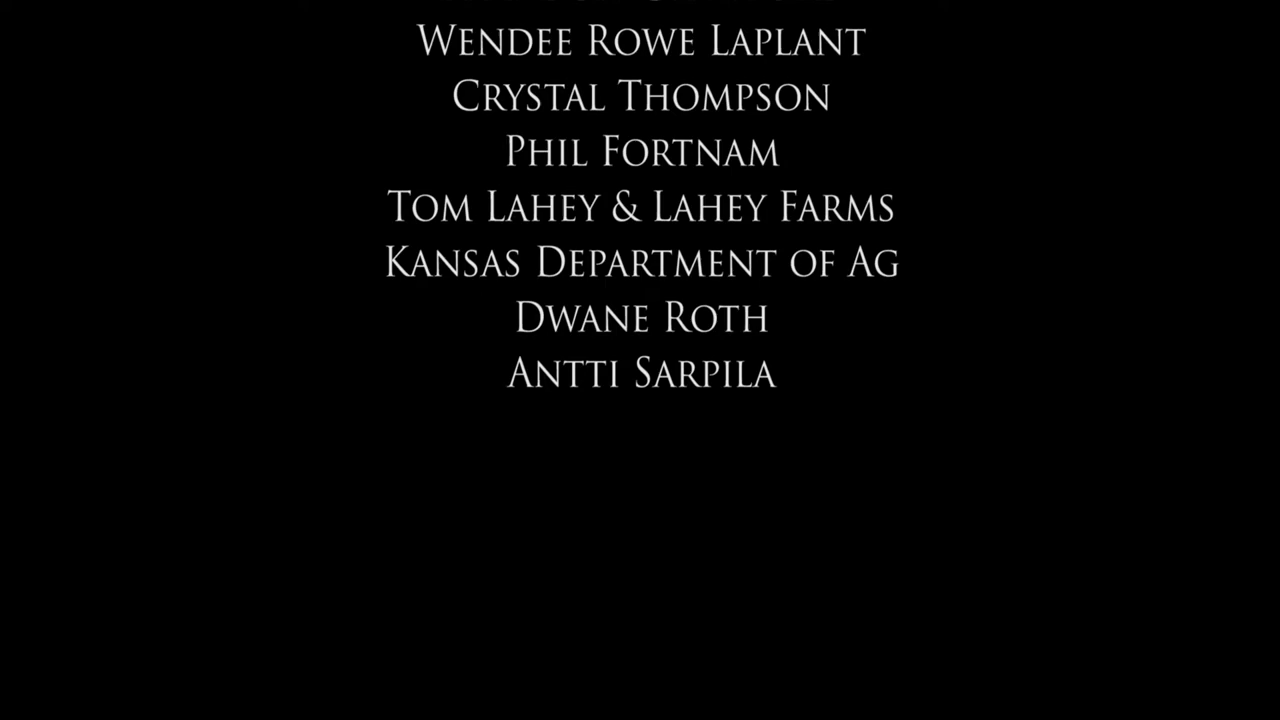 Wendee Rowe Laplant
Crystal Thompson
Phil Fortnam
Tom Lahey & Lahey Farms
Kansas Department of Ag
Dwane Roth
Antti Sarpila